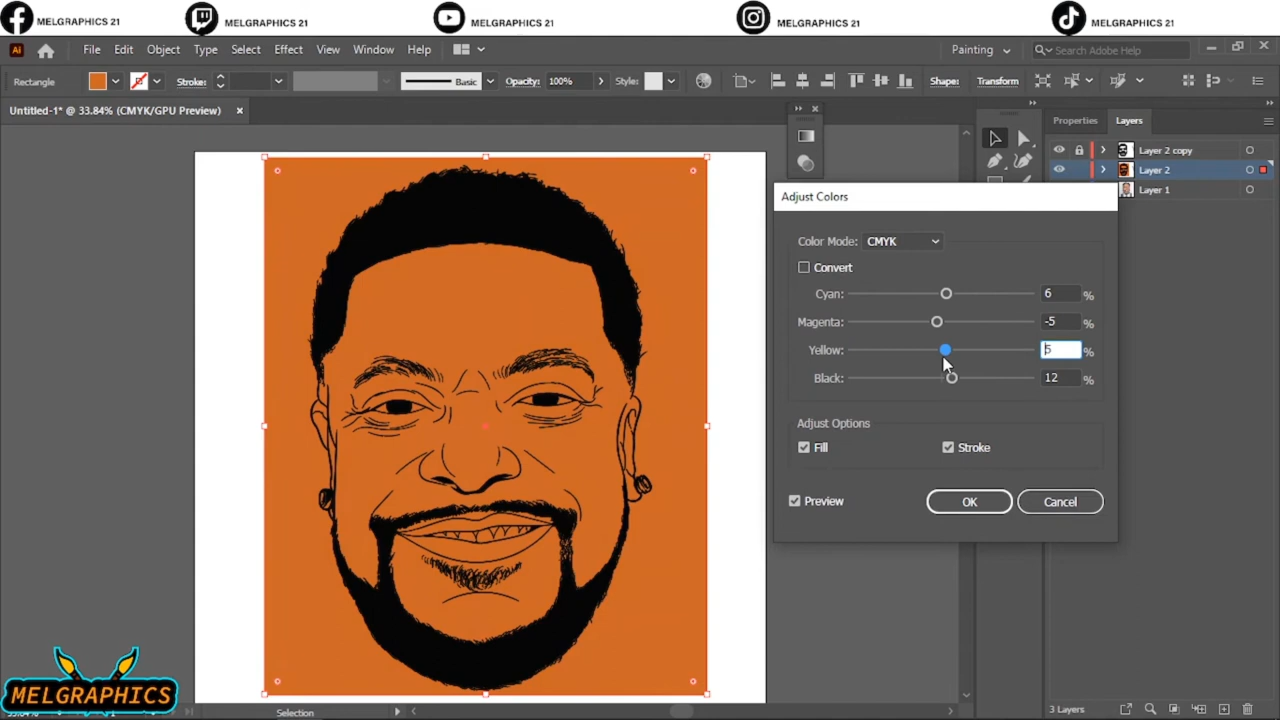 MELGRAPHICS 21 MELGRAPHICS 21 MELGRAPHICS 21 MELGRAPHICS 21 MELGRAPHICS 21
Ai File Edit Object Type Select Effect View Window Help Painting Search Adobe Help
Rectangle Stroke: Basic Opacity: 100% Style: Shape: Transform
Untitled-1* @ 33.84% (CMYK/GPU Preview) ×
Properties Layers
Layer 2 copy
Layer 2
Layer 1
Adjust Colors
Color Mode: CMYK
Convert
Cyan: 6 %
Magenta: -5 %
Yellow: 5 %
Black: 12 %
Adjust Options
Fill Stroke
Preview OK Cancel
MELGRAPHICS
Selection
3 Layers